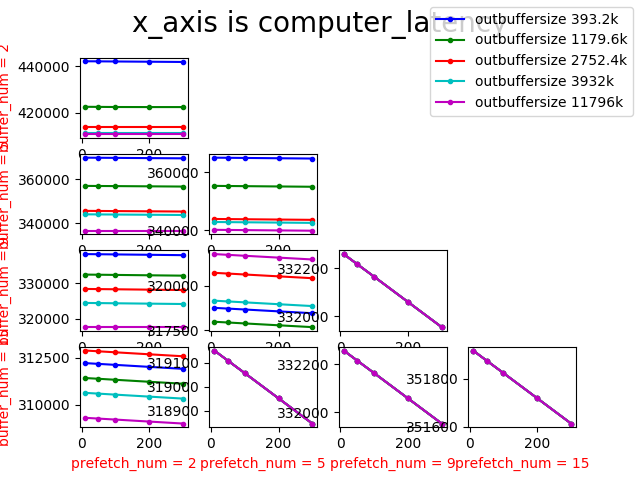 x_axis is computer_latency
outbuffersize 393.2k
outbuffersize 1179.6k
outbuffersize 2752.4k
outbuffersize 3932k
outbuffersize 11796k
buffer_num = 2
440000
420000
0 200
buffer_num = 5
360000
340000
0 200
360000
340000
0 200
buffer_num = 9
330000
320000
0 200
320000
317500
0 200
332200
332000
0 200
buffer_num = 15
312500
310000
0 200
319100
319000
318900
0 200
332200
332000
0 200
351800
351600
0 200
prefetch_num = 2
prefetch_num = 5
prefetch_num = 9
prefetch_num = 15